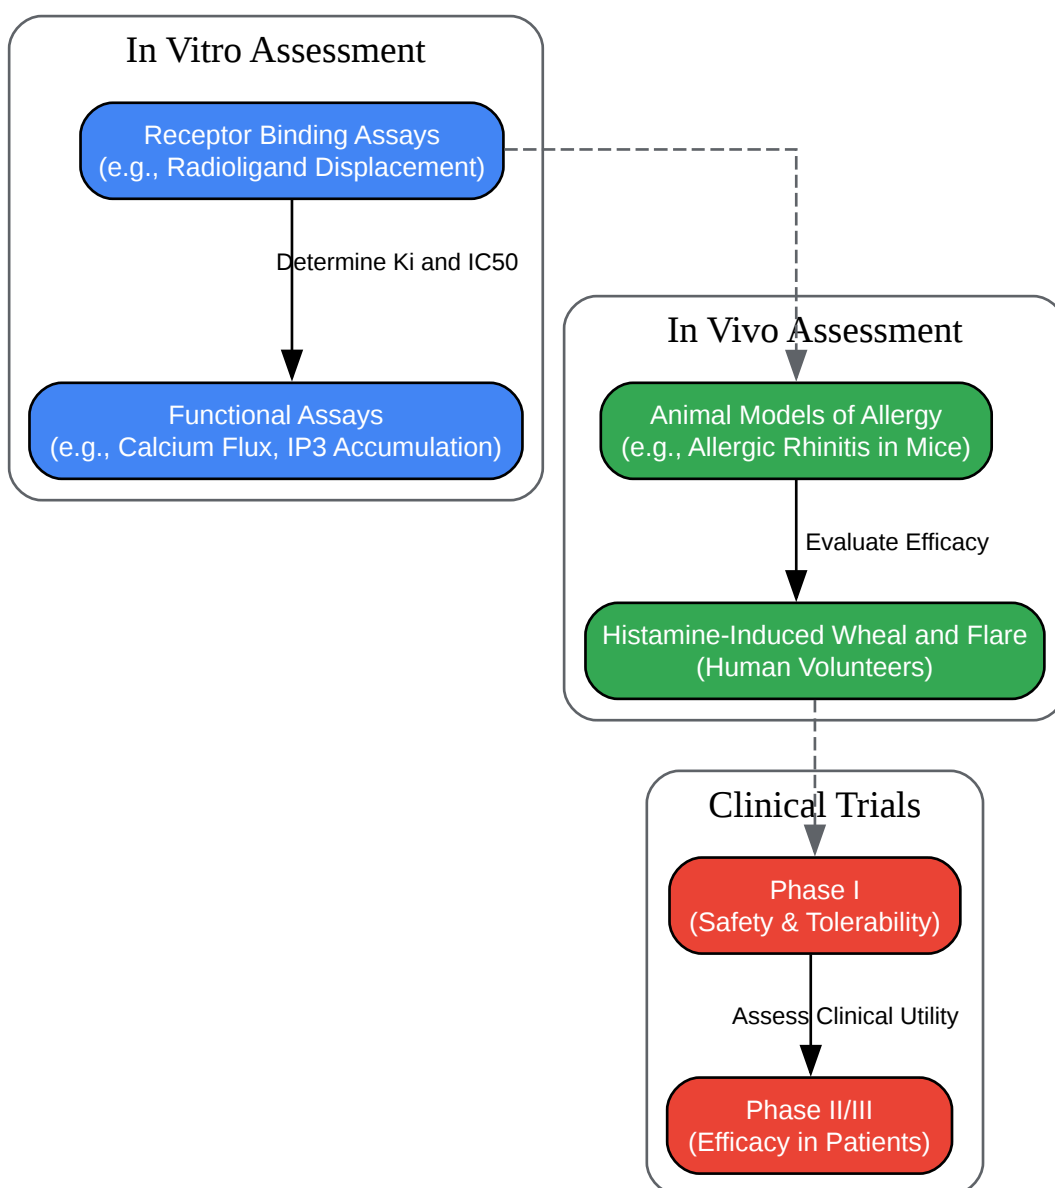 In Vitro Assessment
Receptor Binding Assays
(e.g., Radioligand Displacement)
Determine Ki and IC50
Functional Assays
(e.g., Calcium Flux, IP3 Accumulation)
In Vivo Assessment
Animal Models of Allergy
(e.g., Allergic Rhinitis in Mice)
Evaluate Efficacy
Histamine-Induced Wheal and Flare
(Human Volunteers)
Clinical Trials
Phase I
(Safety & Tolerability)
Assess Clinical Utility
Phase II/III
(Efficacy in Patients)